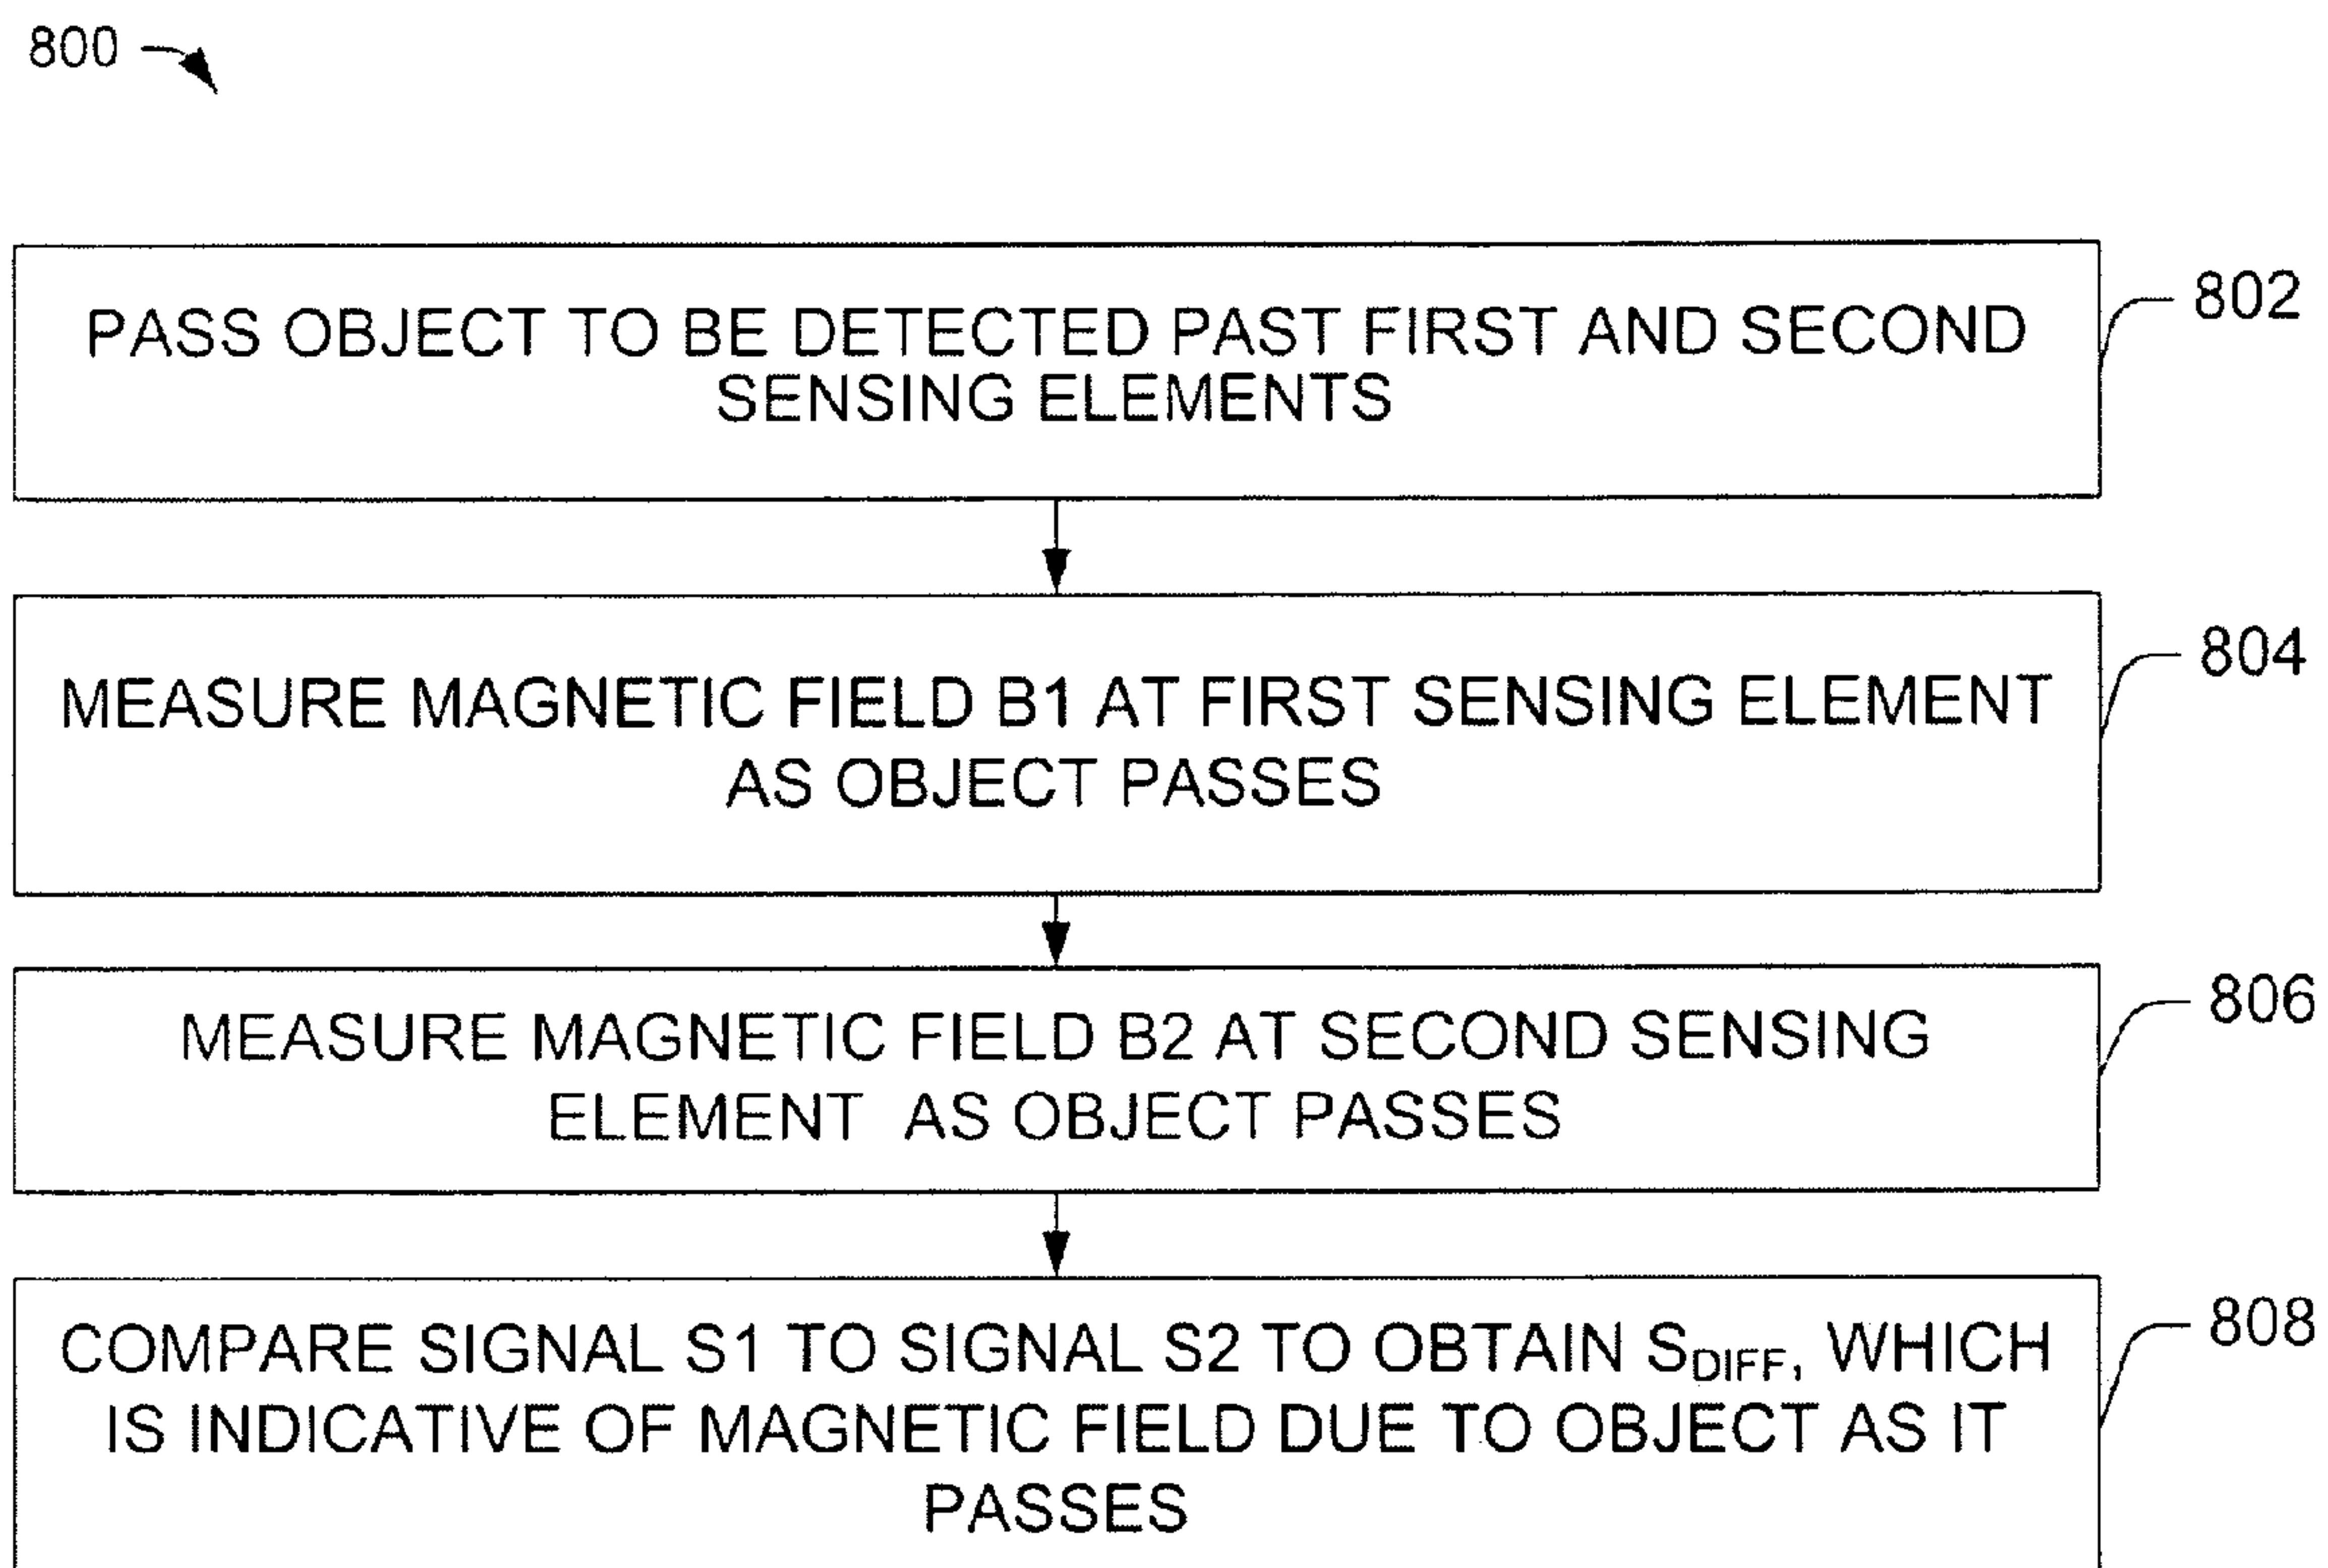 800
PASS OBJECT TO BE DETECTED PAST FIRST AND SECOND
SENSING ELEMENTS
802
MEASURE MAGNETIC FIELD B1 AT FIRST SENSING ELEMENT
AS OBJECT PASSES
804
MEASURE MAGNETIC FIELD B2 AT SECOND SENSING
ELEMENT AS OBJECT PASSES
806
COMPARE SIGNAL S1 TO SIGNAL S2 TO OBTAIN SDIFF, WHICH
IS INDICATIVE OF MAGNETIC FIELD DUE TO OBJECT AS IT
PASSES
808